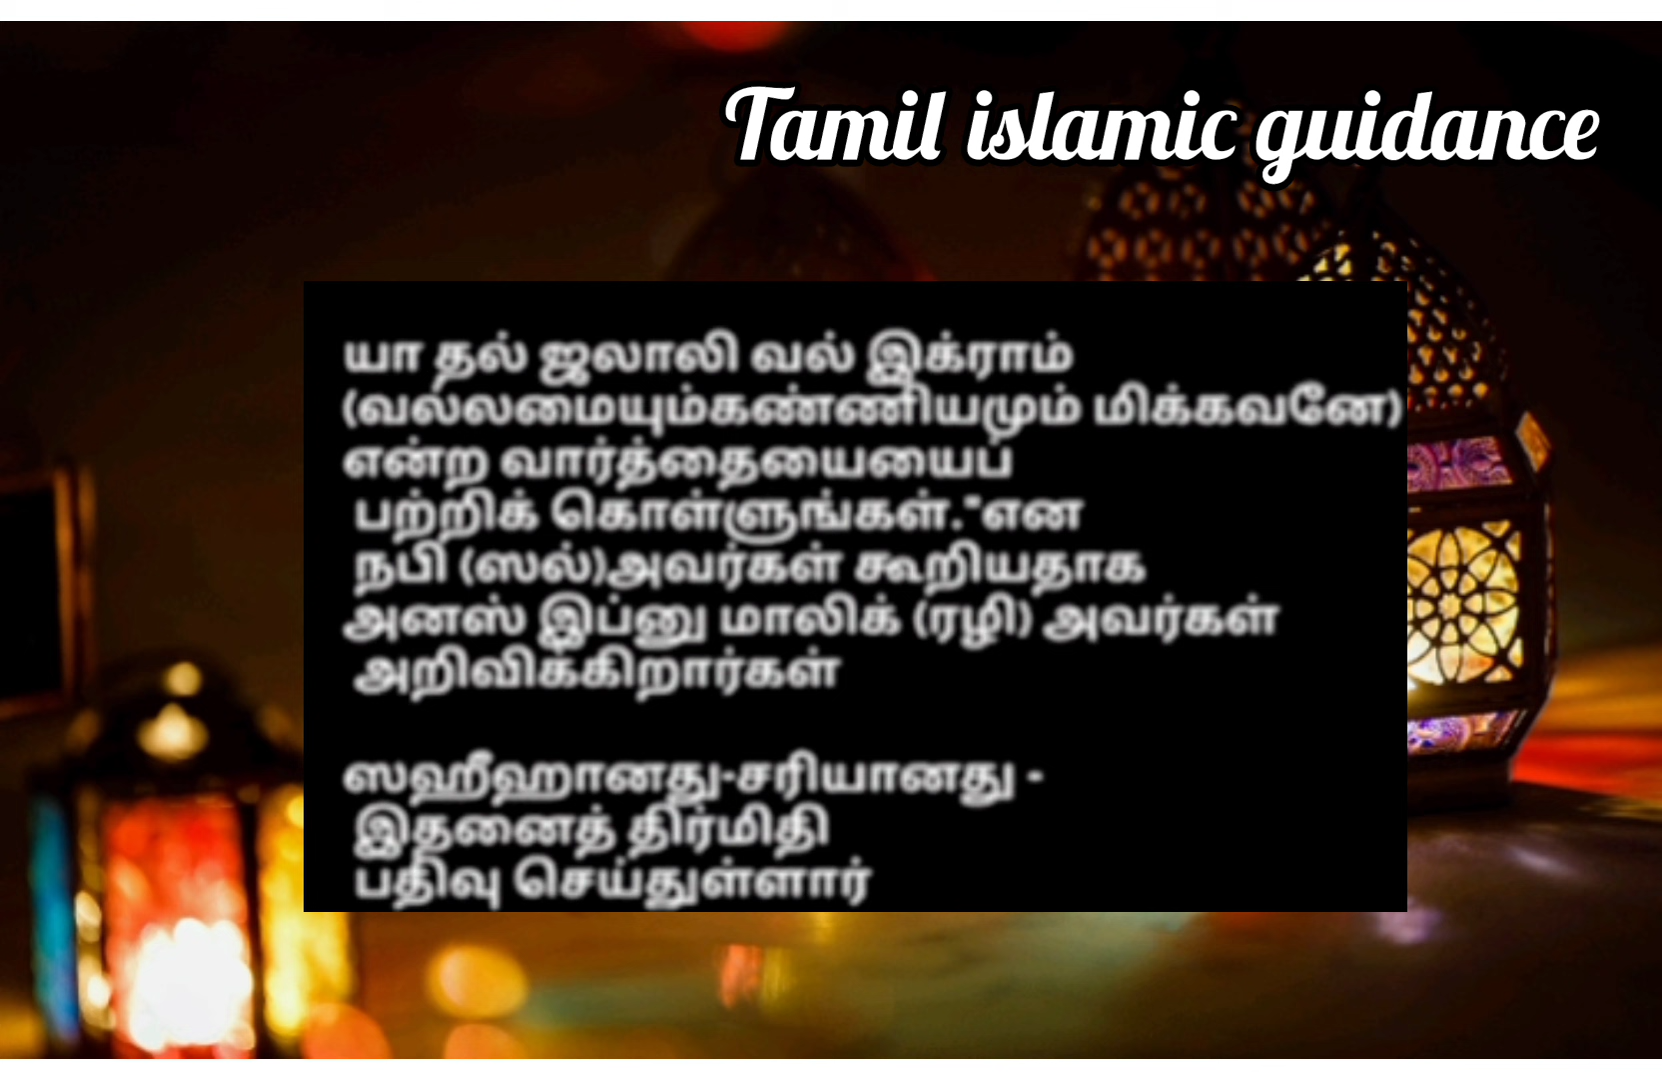 Tamil islamic guidance
யா தல் ஜலாலி வல் இக்ராம்
(வல்லமையும்கண்ணியமும் மிக்கவனே)
என்ற வார்த்தையையைப்
பற்றிக் கொள்ளுங்கள்."என
நபி (ஸல்)அவர்கள் கூறியதாக
அனஸ் இப்னு மாலிக் (ரழி) அவர்கள்
அறிவிக்கிறார்கள்
ஸஹீஹானது-சரியானது -
இதனைத் திர்மிதி
பதிவு செய்துள்ளார்